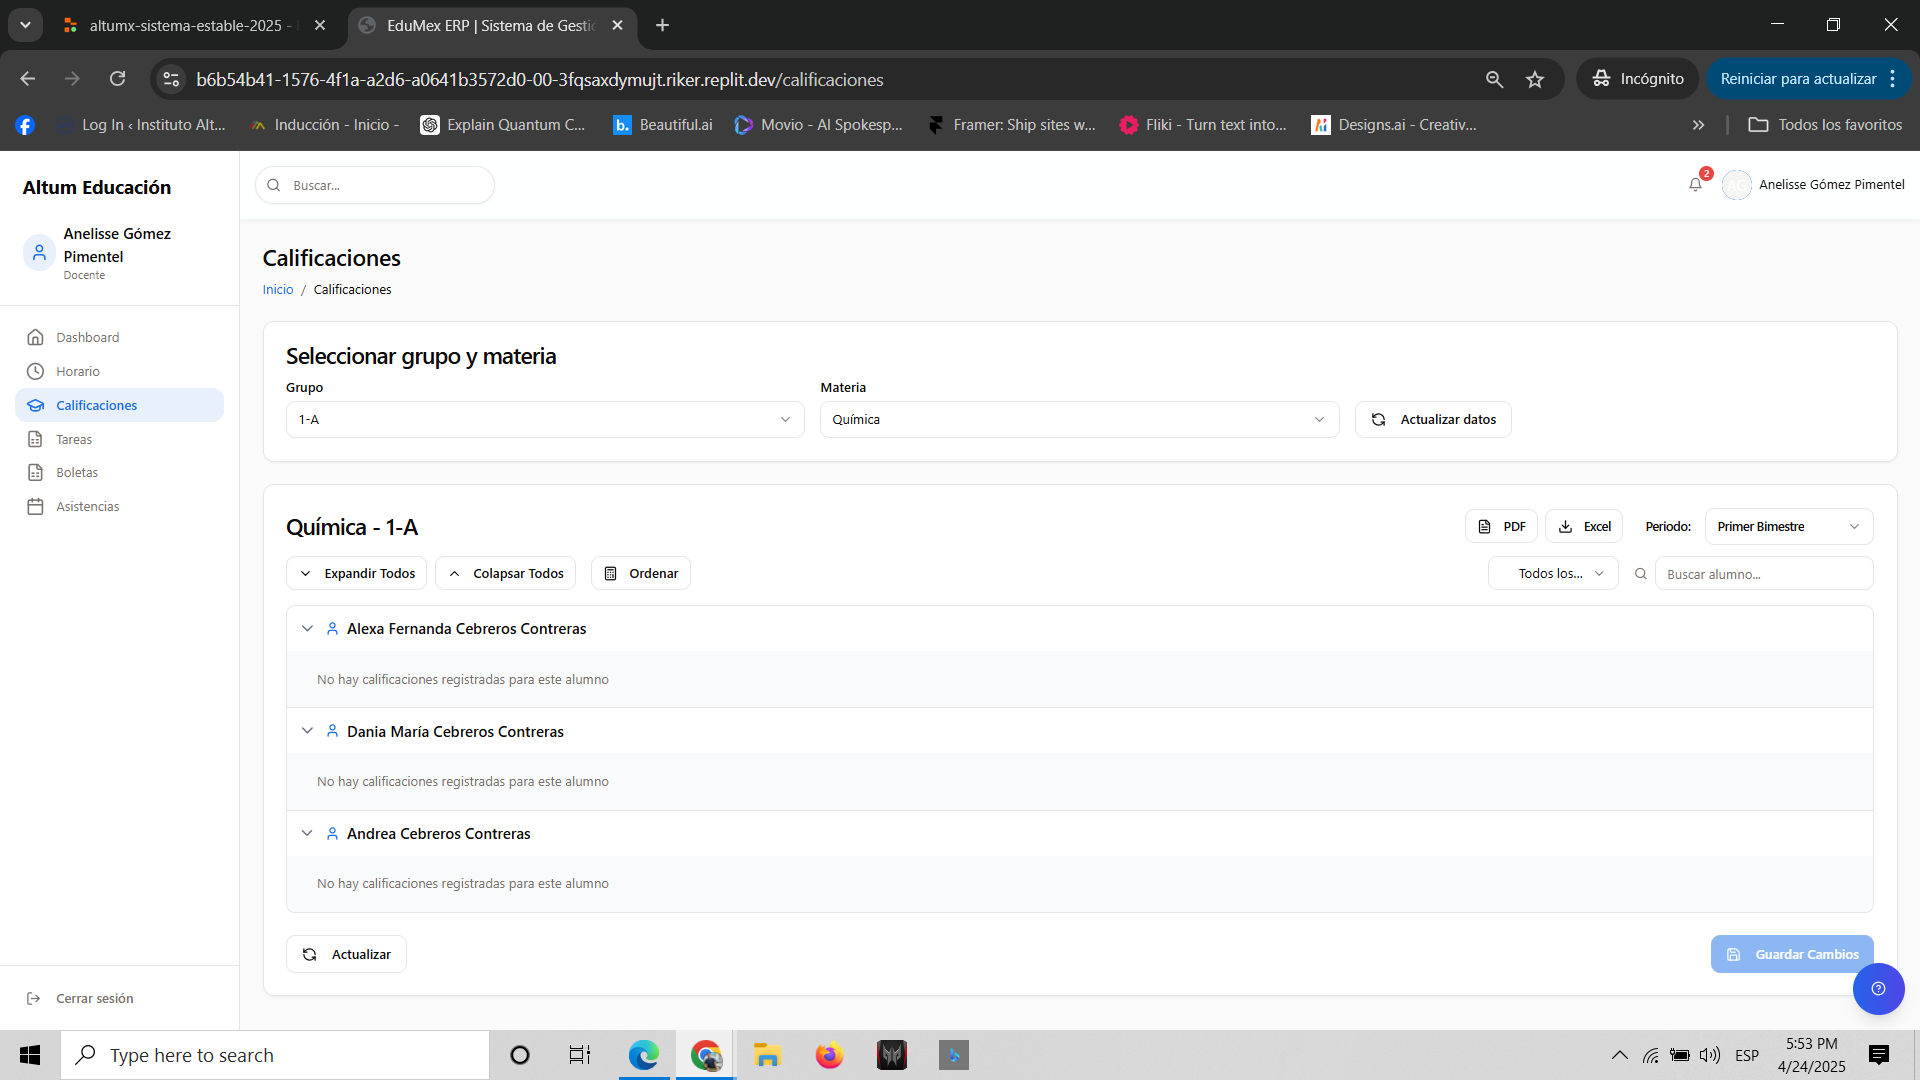 altumx-sistema-estable-2025 -
EduMex ERP | Sistema de Gesti
b6b54b41-1576-4f1a-a2d6-a0641b3572d0-00-3fqsaxdymujt.riker.replit.dev/calificaciones
Incógnito
Reiniciar para actualizar
Log In ‹ Instituto Alt...
Inducción - Inicio -
Explain Quantum C...
b.
Beautiful.ai
Movio - AI Spokesp...
Framer: Ship sites w...
Fliki - Turn text into...
Designs.ai - Creativ...
Todos los favoritos
Altum Educación
Buscar...
2
AG
Anelisse Gómez Pimentel
Anelisse Gómez
Pimentel
Docente
Dashboard
Horario
Calificaciones
Tareas
Boletas
Asistencias
Cerrar sesión
Calificaciones
Inicio / Calificaciones
Seleccionar grupo y materia
Grupo
Materia
1-A
Química
Actualizar datos
Química - 1-A
PDF
Excel
Periodo:
Primer Bimestre
Expandir Todos
Colapsar Todos
Ordenar
Todos los...
Buscar alumno...
Alexa Fernanda Cebreros Contreras
No hay calificaciones registradas para este alumno
Dania María Cebreros Contreras
No hay calificaciones registradas para este alumno
Andrea Cebreros Contreras
No hay calificaciones registradas para este alumno
Actualizar
Guardar Cambios
Type here to search
ESP
5:53 PM
4/24/2025